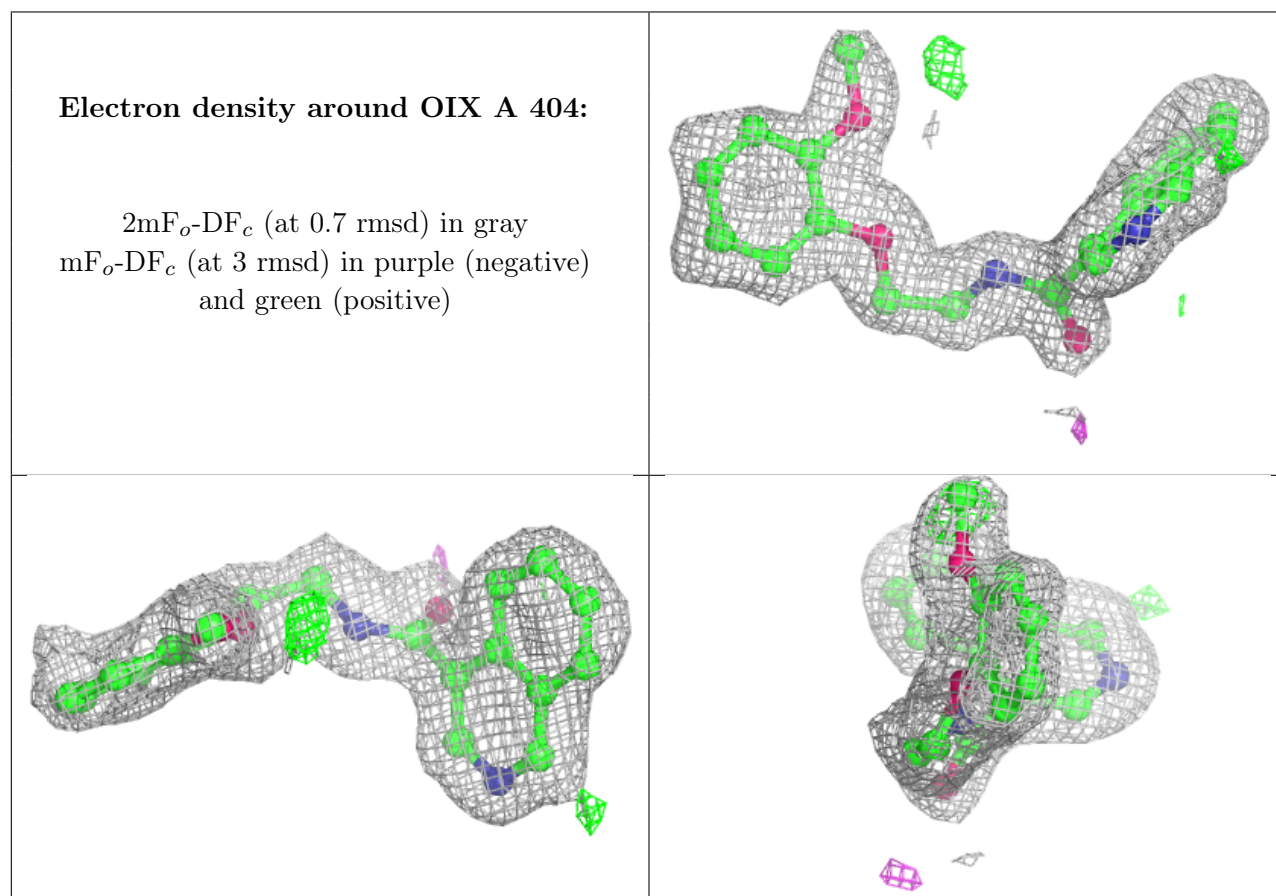 Electron density around OIX A 404:
2mFo-DFc (at 0.7 rmsd) in gray
mFo-DFc (at 3 rmsd) in purple (negative)
and green (positive)